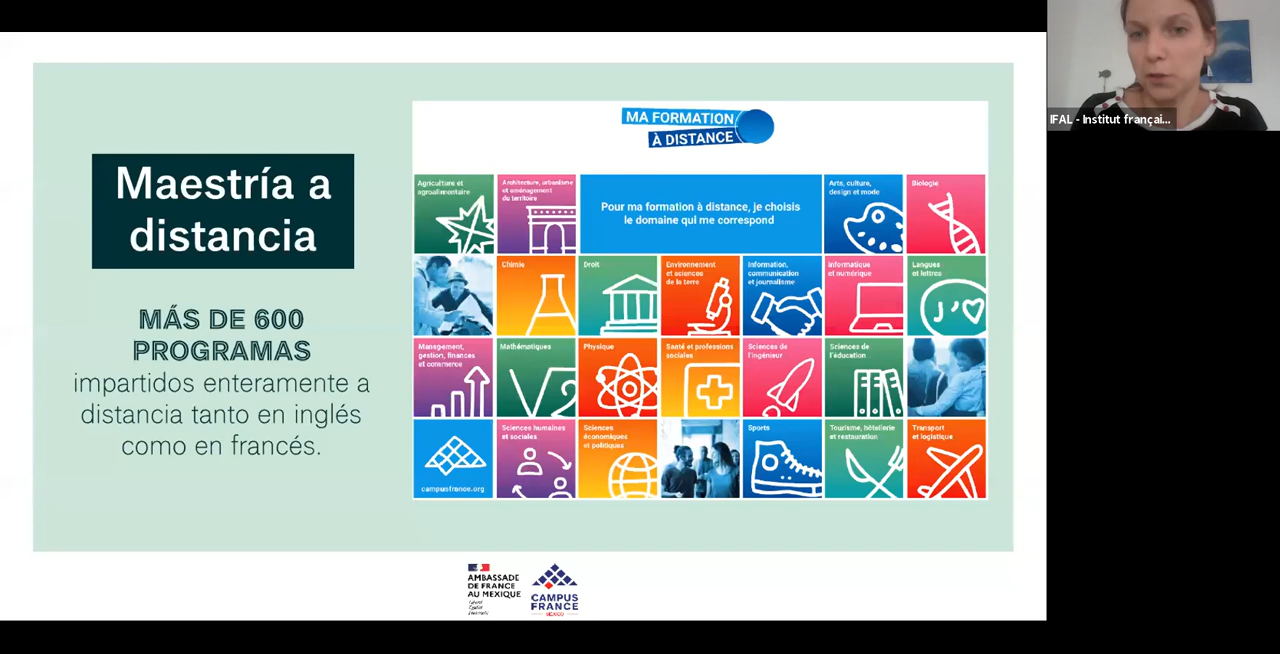 Maestría a
distancia
MÁS DE 600
PROGRAMAS
impartidos enteramente a
distancia tanto en inglés
como en francés.
MA FORMATION
À DISTANCE
Agriculture et
agroalimentaire
Architecture, urbanisme
et aménagement
du territoire
Pour ma formation à distance, je choisis
le domaine qui me correspond
Arts, culture,
design et mode
Biologie
Chimie
Droit
Environnement
et sciences
de la terre
Information,
communication
et journalisme
Informatique
et numérique
Langues
et lettres
J'
Management,
gestion, finances
et commerce
Mathématiques
√2
Physique
Santé et professions
sociales
Sciences de
l'ingénieur
Sciences de
l'éducation
campusfrance.org
Sciences humaines
et sociales
Sciences
économiques
et politiques
Sports
Tourisme, hôtellerie
et restauration
Transport
et logistique
AMBASSADE
DE FRANCE
AU MEXIQUE
Liberté
Égalité
Fraternité
CAMPUS
FRANCE
MEXICO
IFAL - Institut françai...